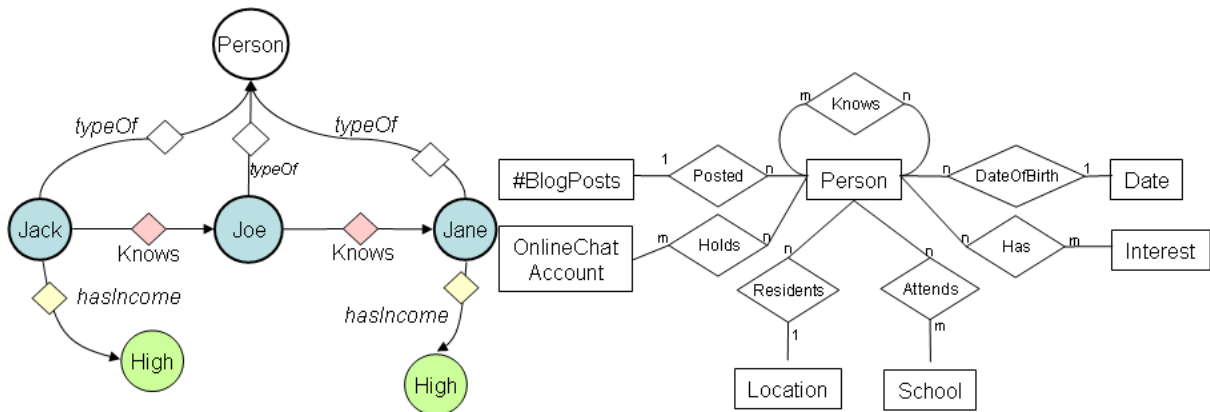 Person
typeOf
typeOf
typeOf
Jack
Knows
Joe
Knows
Jane
hasIncome
hasIncome
High
High
m
Knows
n
#BlogPosts
1
Posted
n
Person
n
DateOfBirth
1
Date
OnlineChat
Account
m
Holds
n
n
Has
m
Interest
n
Residents
1
Location
n
Attends
m
School